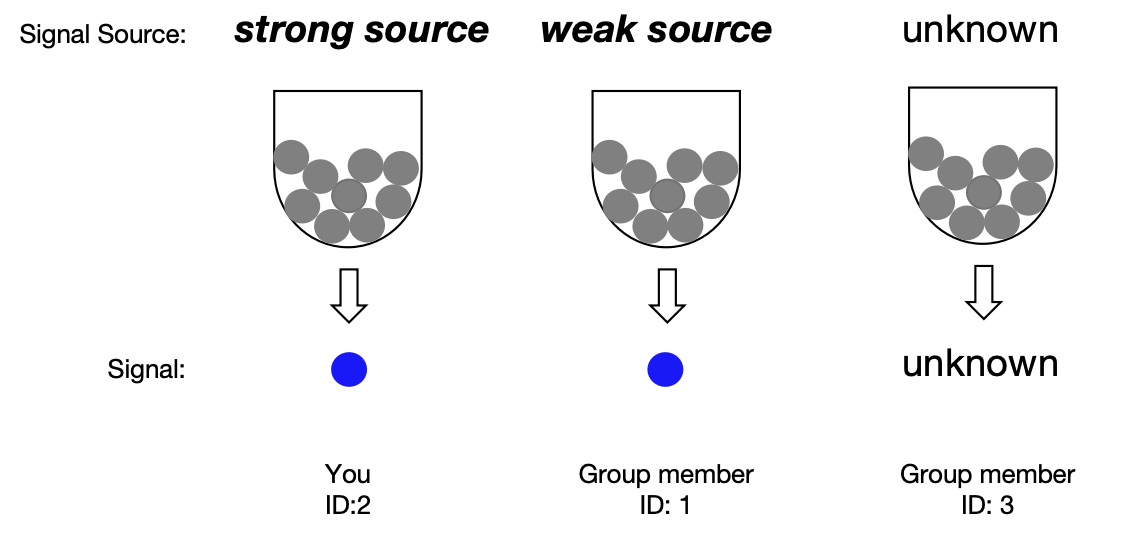 Signal Source: strong source weak source unknown
Signal: unknown
You Group member Group member
ID:2 ID: 1 ID: 3